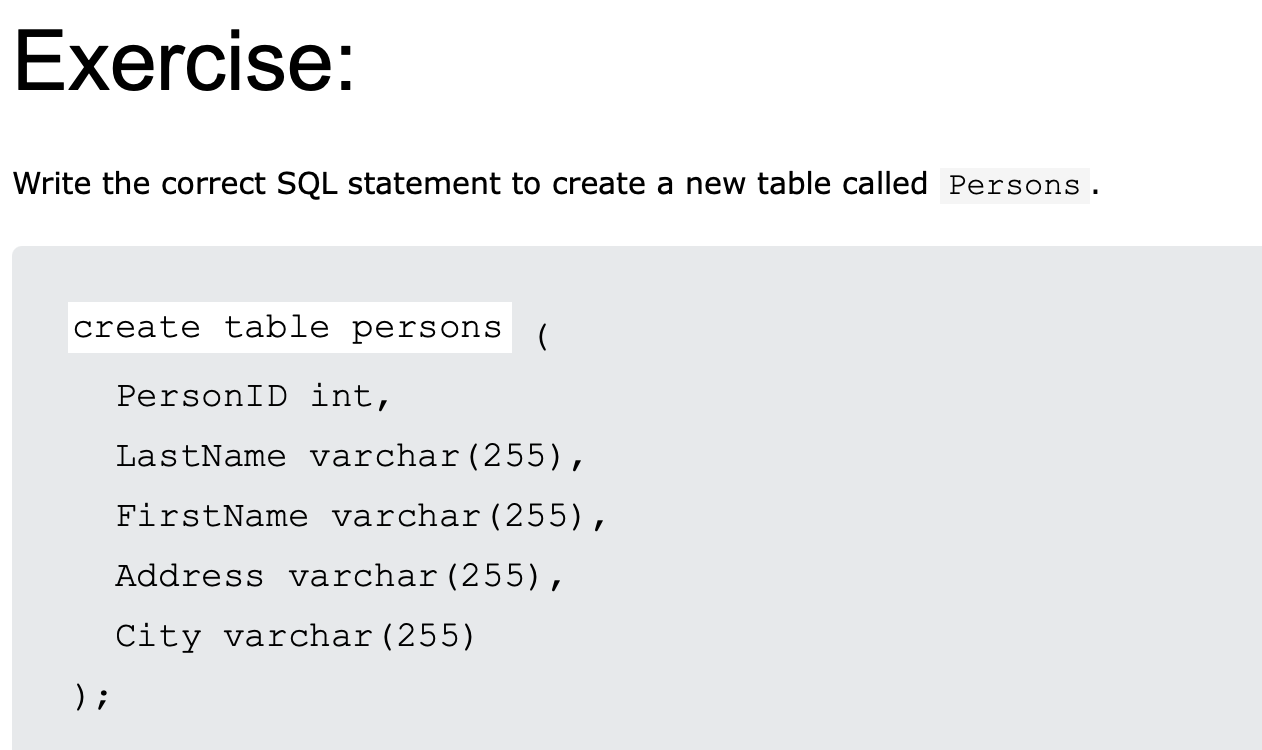 Exercise:
Write the correct SQL statement to create a new table called Persons.
create table persons (
PersonID int,
LastName varchar(255),
FirstName varchar(255),
Address varchar(255),
City varchar(255)
);